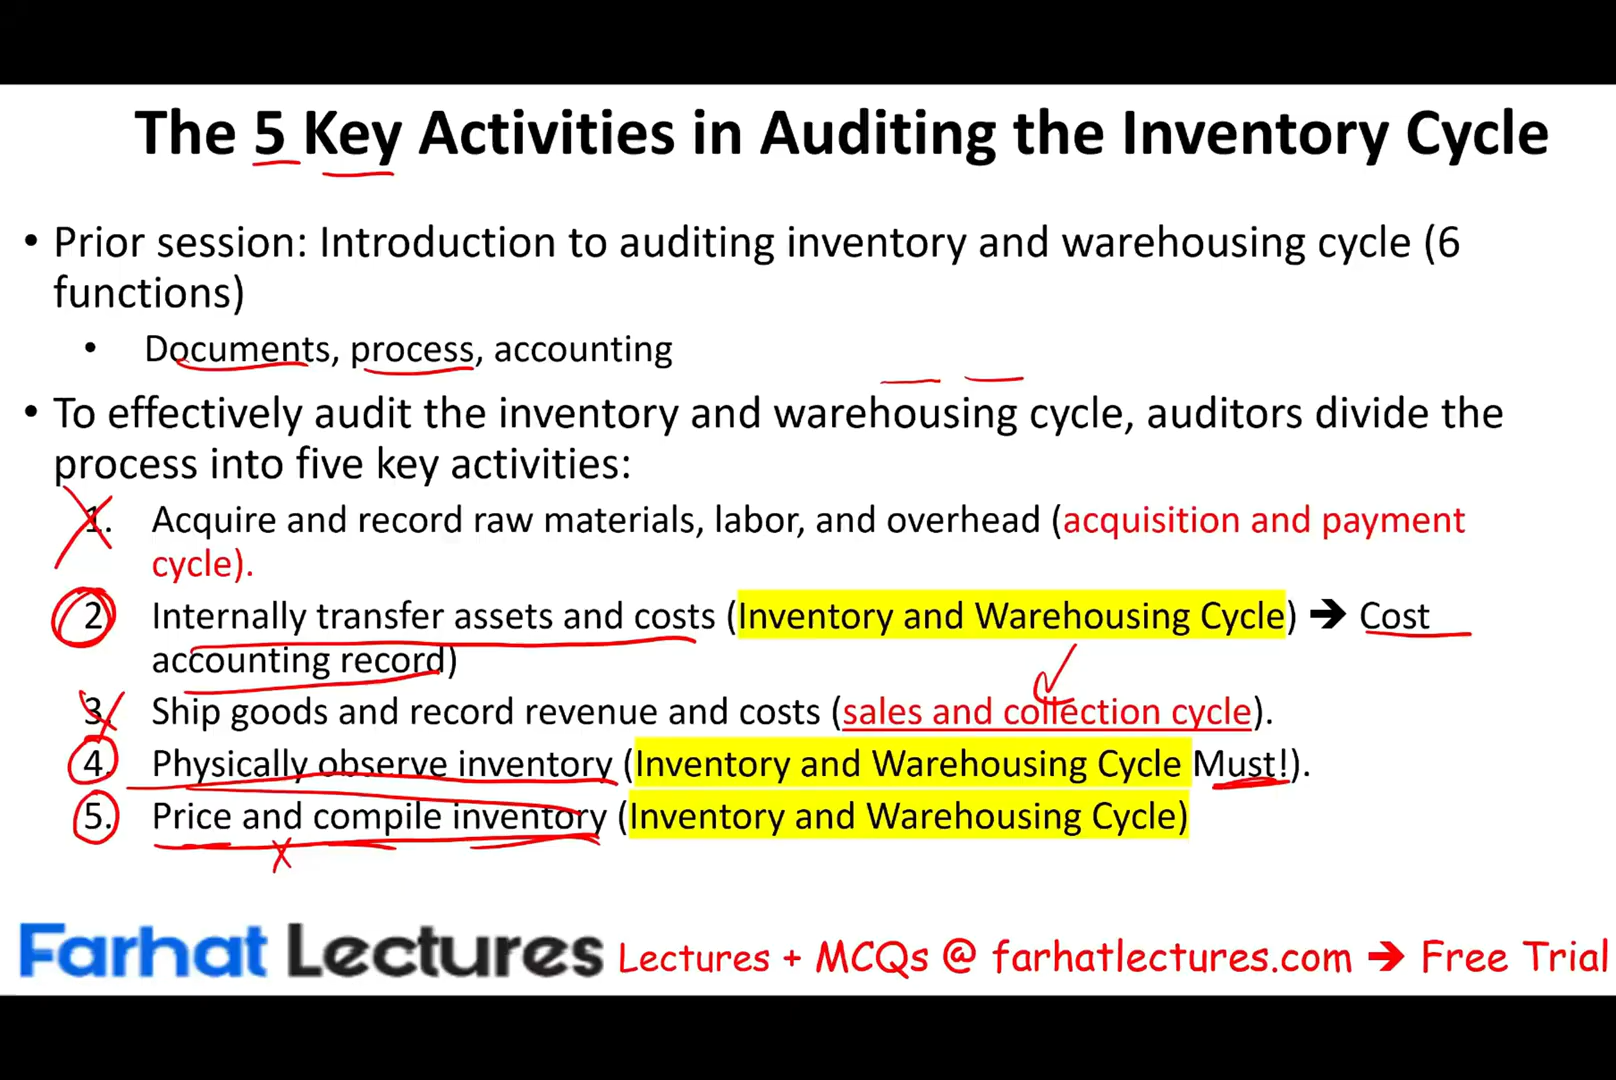 The 5 Key Activities in Auditing the Inventory Cycle
• Prior session: Introduction to auditing inventory and warehousing cycle (6
functions)
• Documents, process, accounting
• To effectively audit the inventory and warehousing cycle, auditors divide the
process into five key activities:
1. Acquire and record raw materials, labor, and overhead (acquisition and payment
cycle).
2. Internally transfer assets and costs (Inventory and Warehousing Cycle) → Cost
accounting record)
3. Ship goods and record revenue and costs (sales and collection cycle).
4. Physically observe inventory (Inventory and Warehousing Cycle Must!).
5. Price and compile inventory (Inventory and Warehousing Cycle)
Farhat Lectures Lectures + MCQs @ farhatlectures.com → Free Trial